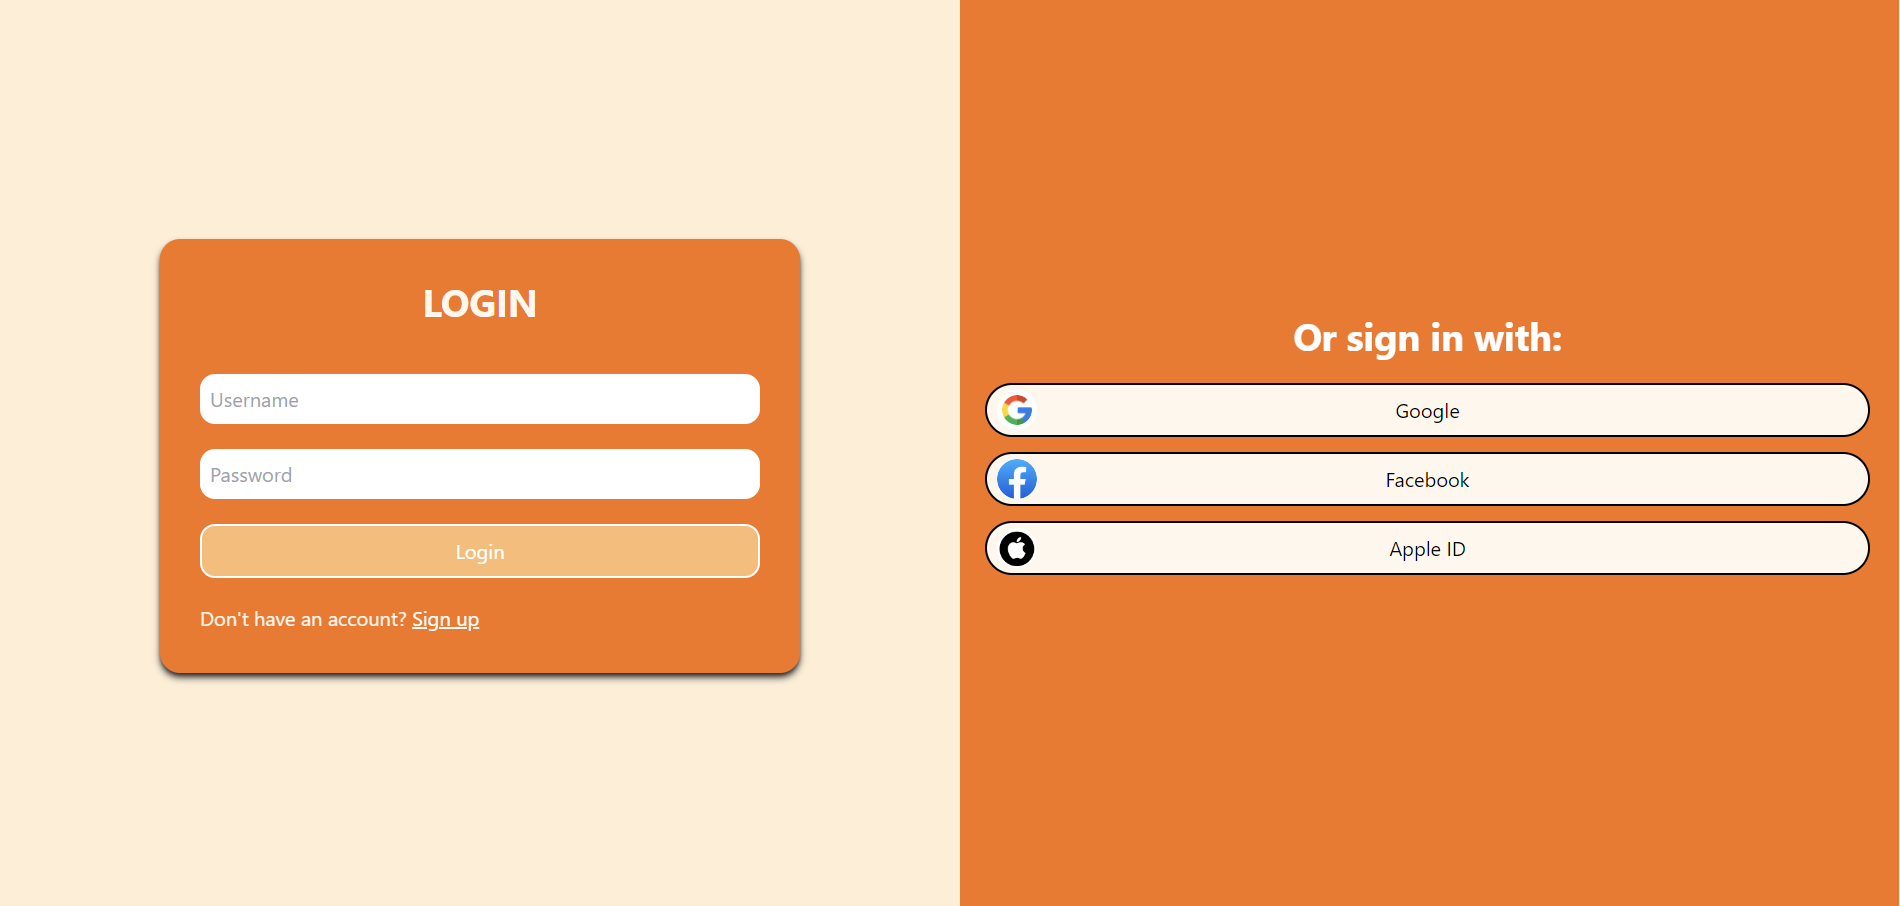 LOGIN
Username
Password
Login
Don't have an account? Sign up
Or sign in with:
Google
Facebook
Apple ID